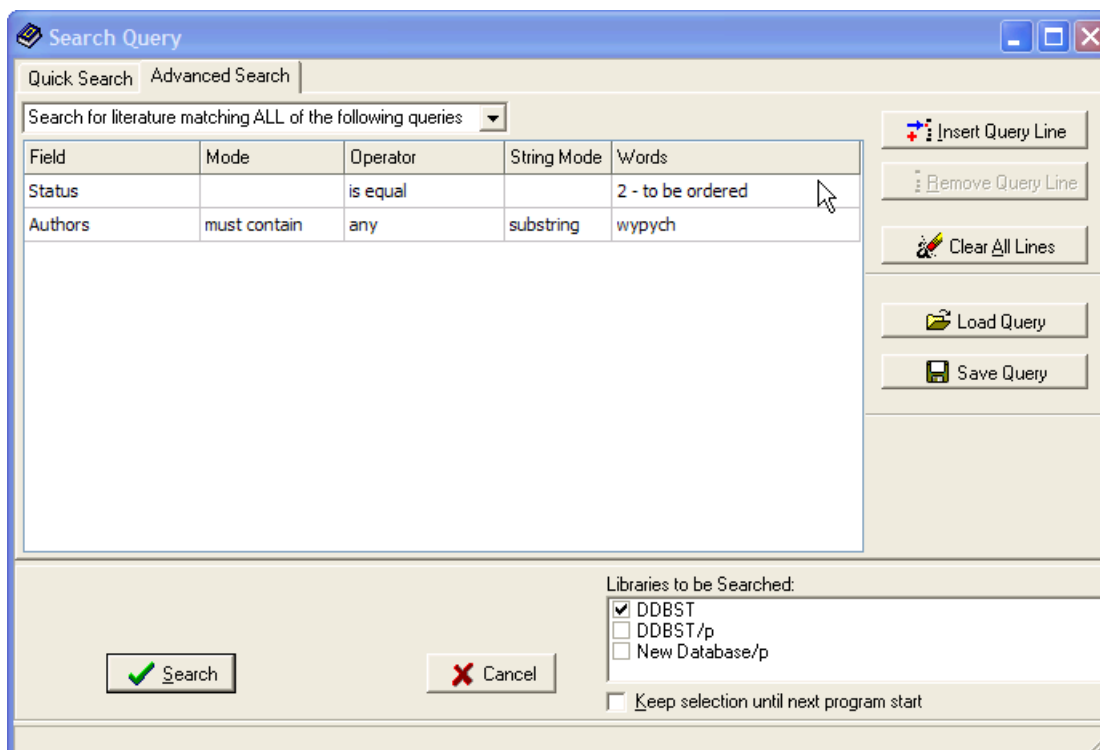 Search Query
Quick Search Advanced Search
Search for literature matching ALL of the following queries
Insert Query Line
Field Mode Operator String Mode Words
Status is equal 2 - to be ordered
Remove Query Line
Authors must contain any substring wypych
Clear All Lines
Load Query
Save Query
Libraries to be Searched:
DDBST
DDBST/p
New Database/p
Search Cancel
Keep selection until next program start